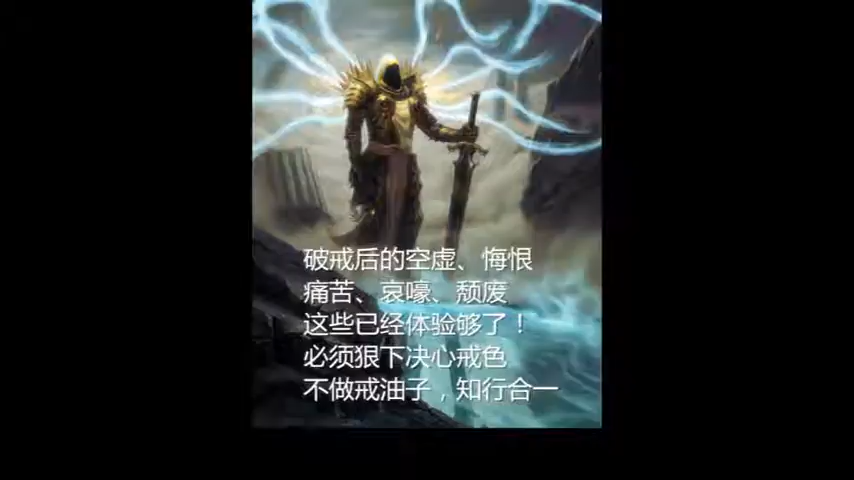 破戒后的空虚、悔恨
痛苦、哀嚎、颓废
这些已经体验够了！
必须狠下决心戒色
不做戒油子，知行合一